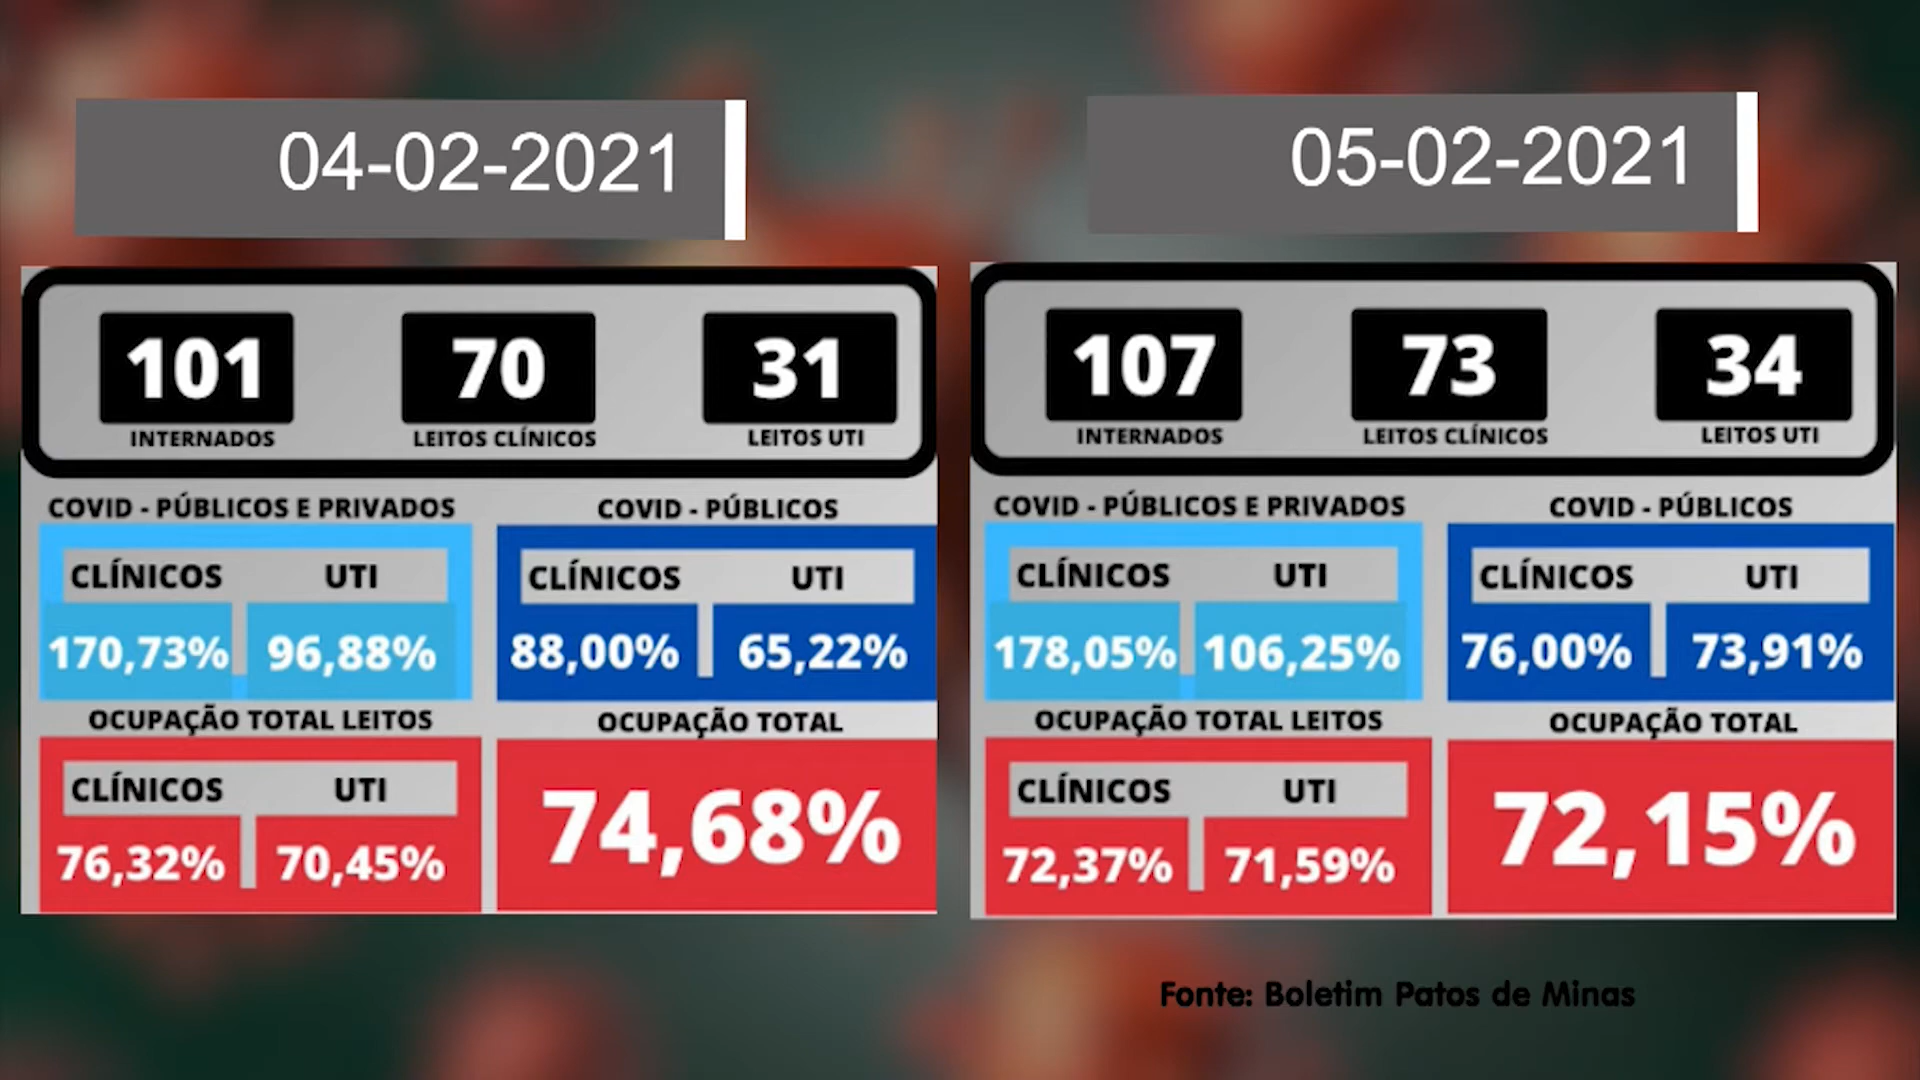 04-02-2021
101 70 31
INTERNADOS LEITOS CLÍNICOS LEITOS UTI
COVID - PÚBLICOS E PRIVADOS COVID - PÚBLICOS
CLÍNICOS UTI CLÍNICOS UTI
170,73% 96,88% 88,00% 65,22%
OCUPAÇÃO TOTAL LEITOS OCUPAÇÃO TOTAL
CLÍNICOS UTI
74,68%
76,32% 70,45%
05-02-2021
107 73 34
INTERNADOS LEITOS CLÍNICOS LEITOS UTI
COVID - PÚBLICOS E PRIVADOS COVID - PÚBLICOS
CLÍNICOS UTI CLÍNICOS UTI
178,05% 106,25% 76,00% 73,91%
OCUPAÇÃO TOTAL LEITOS OCUPAÇÃO TOTAL
CLÍNICOS UTI
72,15%
72,37% 71,59%
Fonte: Boletim Patos de Minas